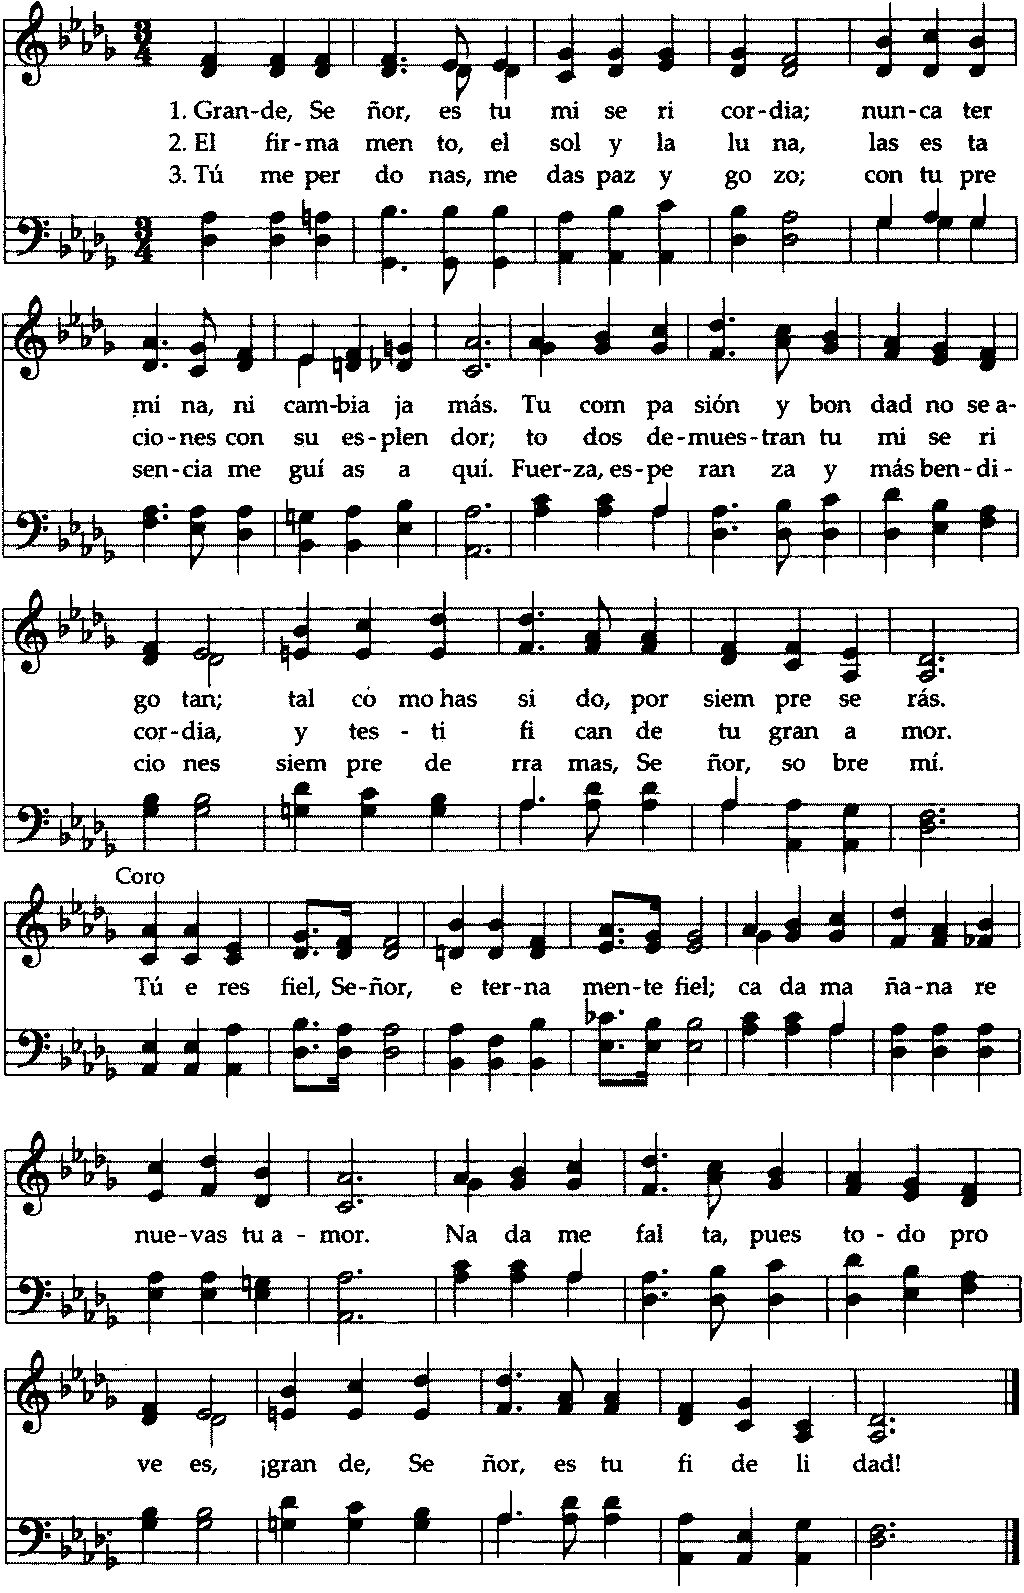 1. Gran-de, Se ñor, es tu mi se ri cor-dia; nun-ca ter
2. El fir-ma men to, el sol y la lu na, las es ta
3. Tú me per do nas, me das paz y go zo; con tu pre
mi na, ni cam-bia ja más. Tu com pa sión y bon dad no se a-
cio-nes con su es-plen dor; to dos de-mues-tran tu mi se ri
sen-cia me guí as a quí. Fuer-za, es-pe ran za y más ben-di-
go tan; tal co mo has si do, por siem pre se rás.
cor-dia, y tes-ti fi can de tu gran a mor.
cio nes siem pre de rra mas, Se ñor, so bre mí.
Coro
Tú e res fiel, Se-ñor, e ter-na men-te fiel; ca da ma ña-na re
nue-vas tu a-mor. Na da me fal ta, pues to-do pro
ve es, ¡gran de, Se ñor, es tu fi de li dad!